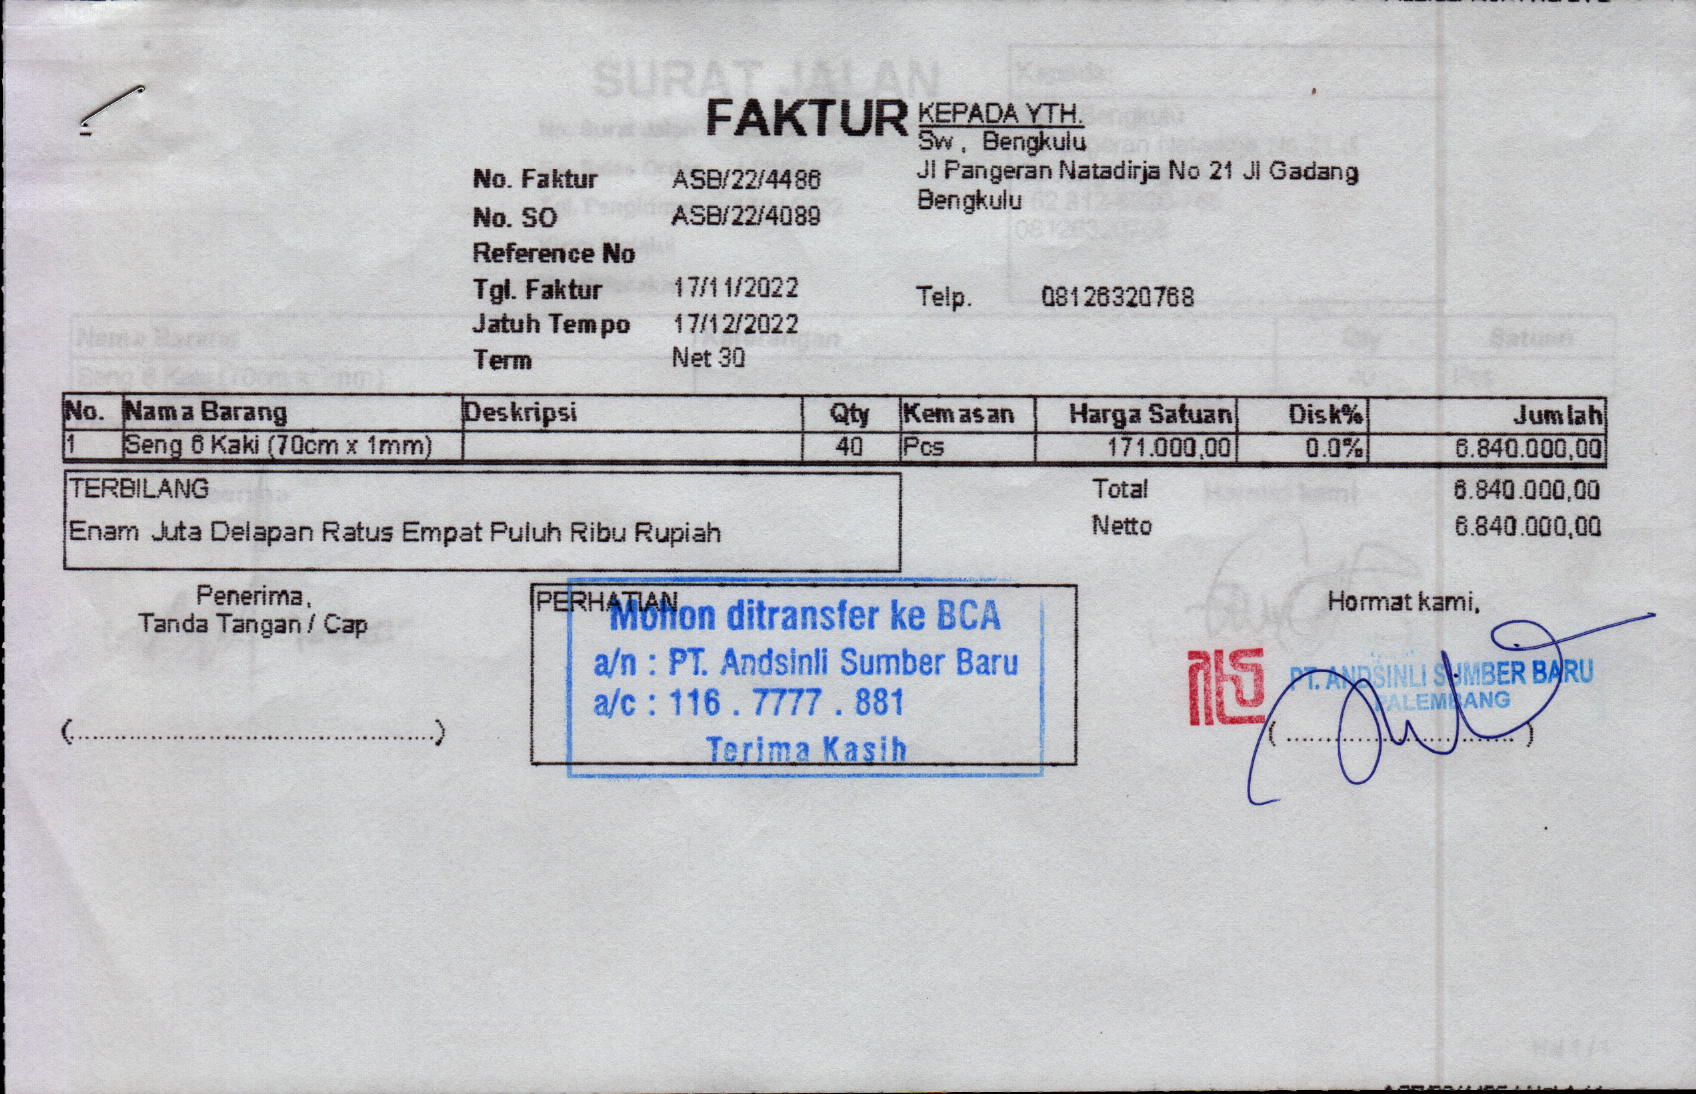 FAKTUR
KEPADA YTH.
Sw , Bengkulu
Jl Pangeran Natadirja No 21 Jl Gadang
Bengkulu
Telp. 08126320768
No. Faktur ASB/22/4486
No. SO ASB/22/4089
Reference No
Tgl. Faktur 17/11/2022
Jatuh Tempo 17/12/2022
Term Net 30
No. Nama Barang Deskripsi Qty Kemasan Harga Satuan Disk% Jumlah
1 Seng 6 Kaki (70cm x 1mm) 40 Pcs 171.000,00 0.0% 6.840.000,00
TERBILANG
Enam Juta Delapan Ratus Empat Puluh Ribu Rupiah
Total 6.840.000,00
Netto 6.840.000,00
Penerima,
Tanda Tangan / Cap
(..............................................)
PERHATIAN
Mohon ditransfer ke BCA
a/n : PT. Andsinli Sumber Baru
a/c : 116 . 7777 . 881
Terima Kasih
Hormat kami,
PT. ANDSINLI SUMBER BARU
PALEMBANG
( .............................. )